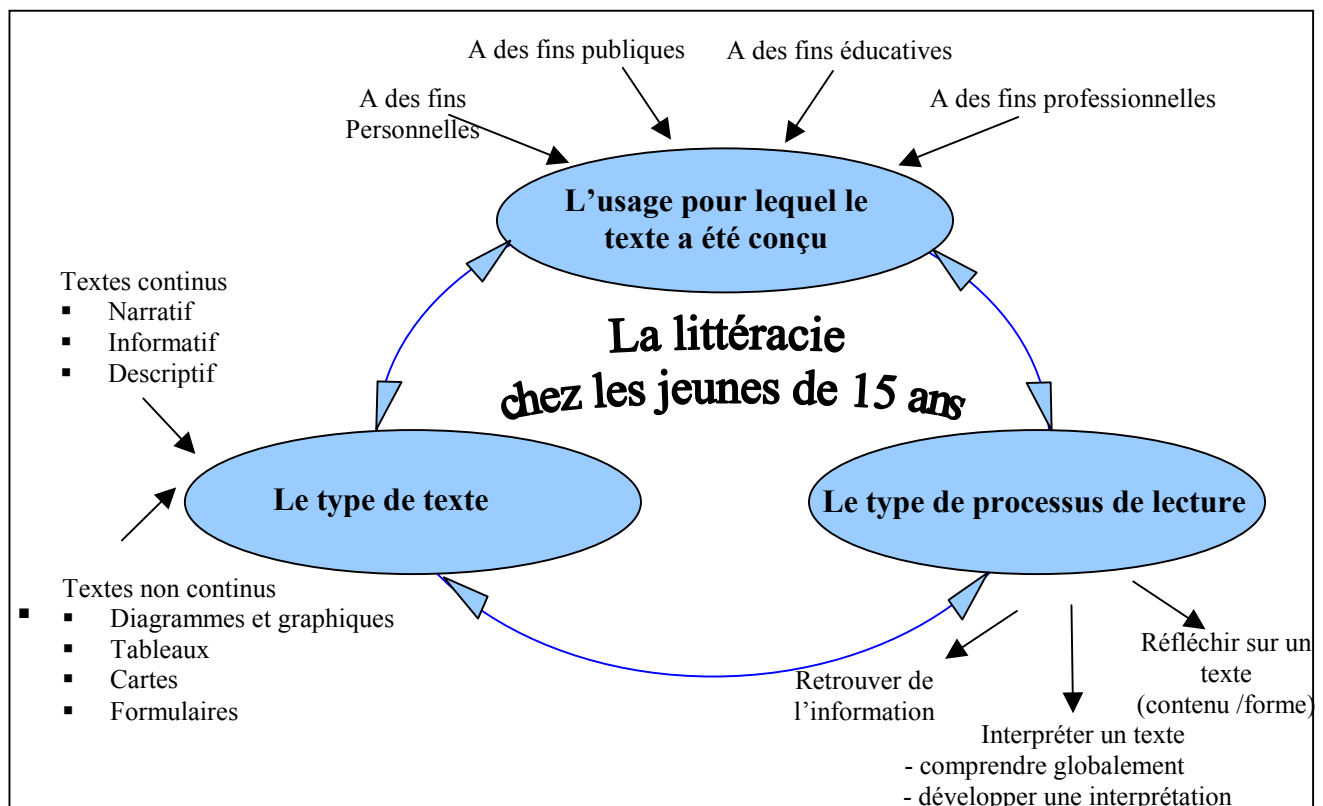 A des fins publiques
A des fins éducatives
A des fins
Personnelles
A des fins professionnelles
L’usage pour lequel le
texte a été conçu
Textes continus
▪ Narratif
▪ Informatif
▪ Descriptif
La littéracie
chez les jeunes de 15 ans
Le type de texte
Le type de processus de lecture
Textes non continus
▪ Diagrammes et graphiques
▪ Tableaux
▪ Cartes
▪ Formulaires
Retrouver de
l’information
Interpréter un texte
- comprendre globalement
- développer une interprétation
Réfléchir sur un
texte
(contenu /forme)